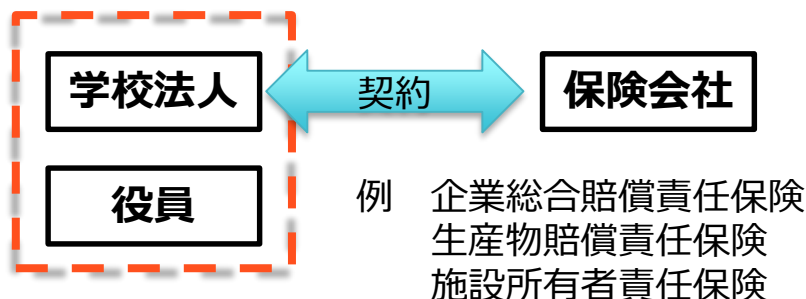 学校法人
契約
保険会社
役員
例　企業総合賠償責任保険
生産物賠償責任保険
施設所有者責任保険